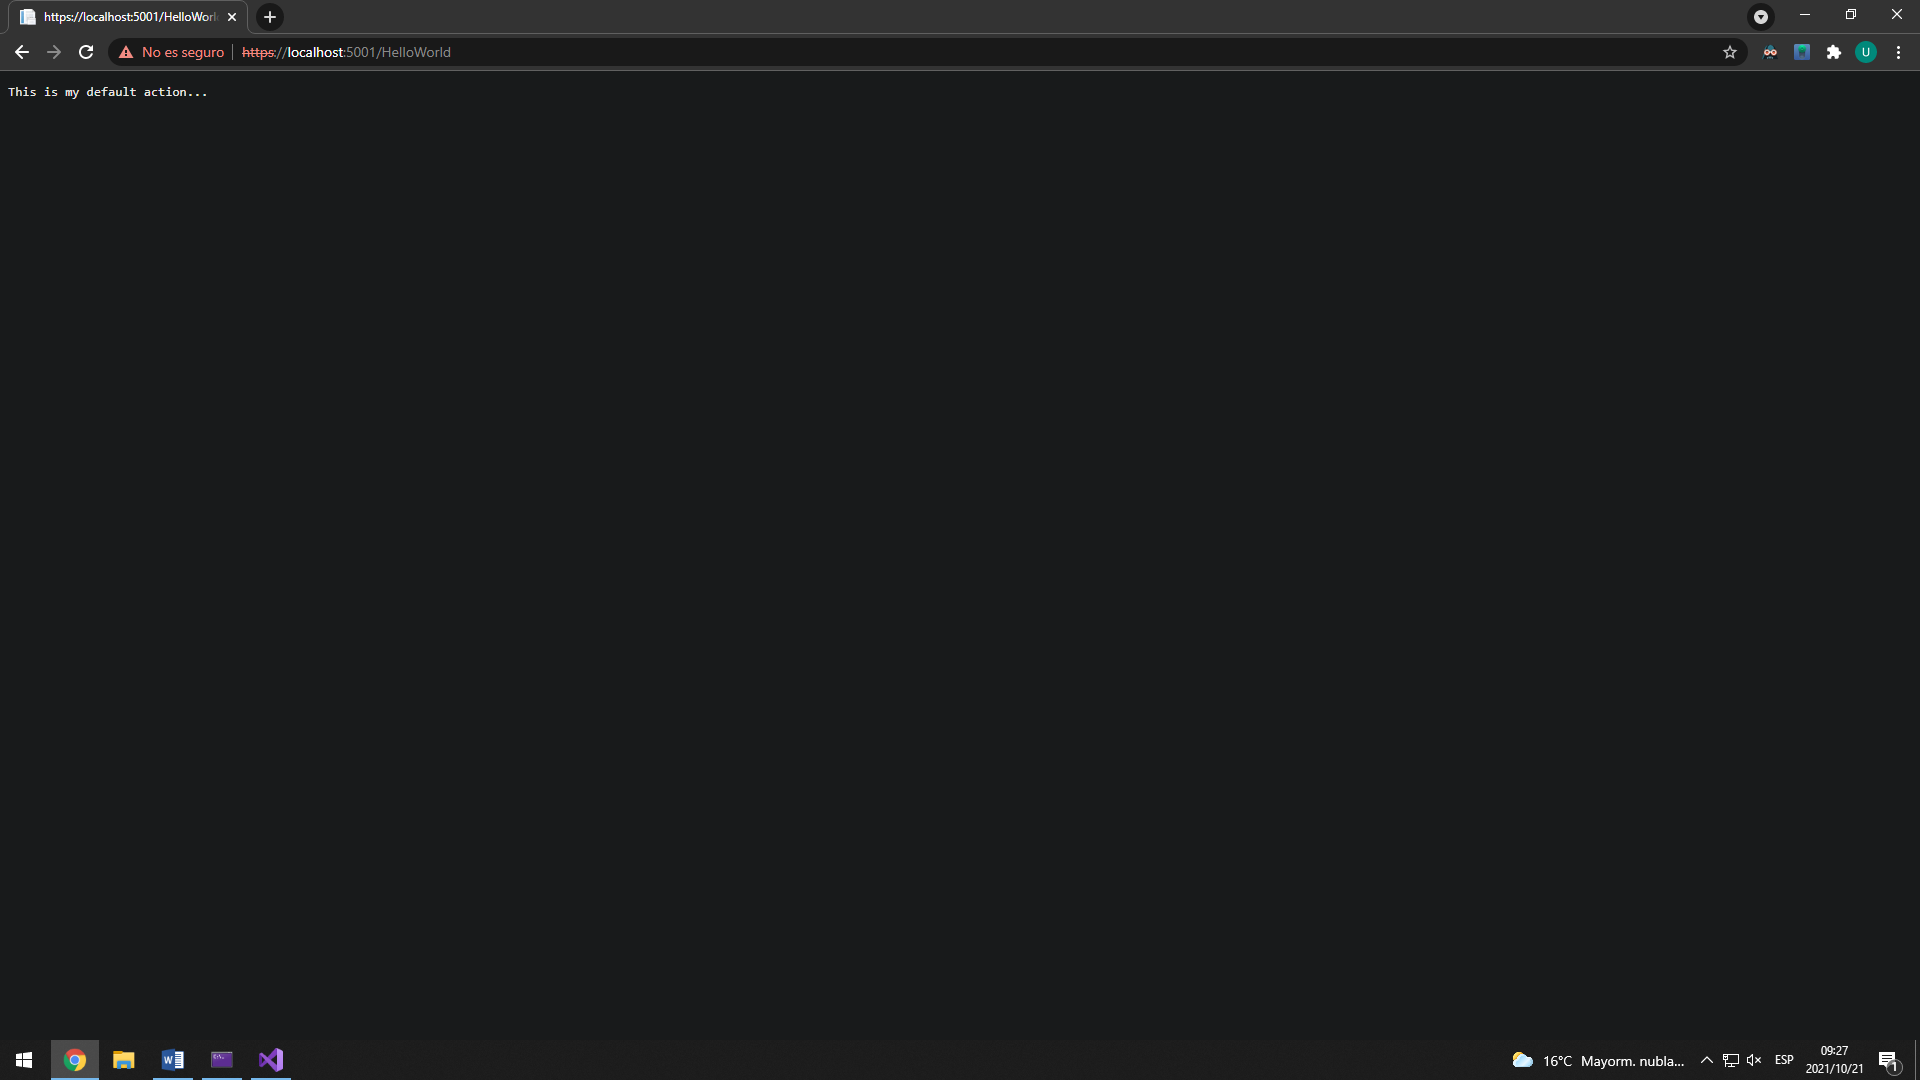 https://localhost:5001/HelloWorl
No es seguro https://localhost:5001/HelloWorld
U
This is my default action...
16°C Mayorm. nubla... ESP
09:27
2021/10/21
1